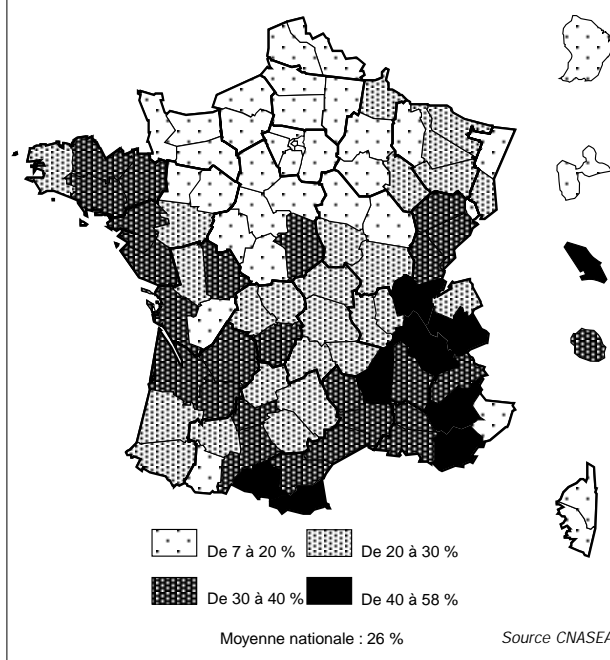 De 7 à 20 %
De 20 à 30 %
De 30 à 40 %
De 40 à 58 %
Moyenne nationale : 26 %
Source CNASEA